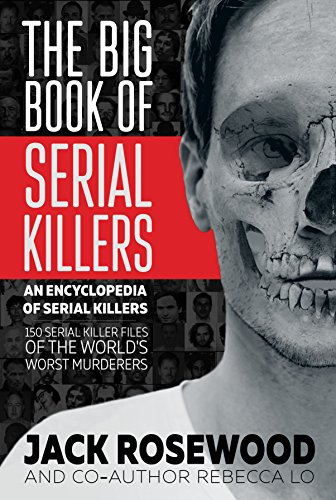 THE BIG
BOOK OF
SERIAL
KILLERS
AN ENCYCLOPEDIA
OF SERIAL KILLERS
150 SERIAL KILLER FILES
OF THE WORLD'S
WORST MURDERERS
JACK ROSEWOOD
AND CO-AUTHOR REBECCA LO